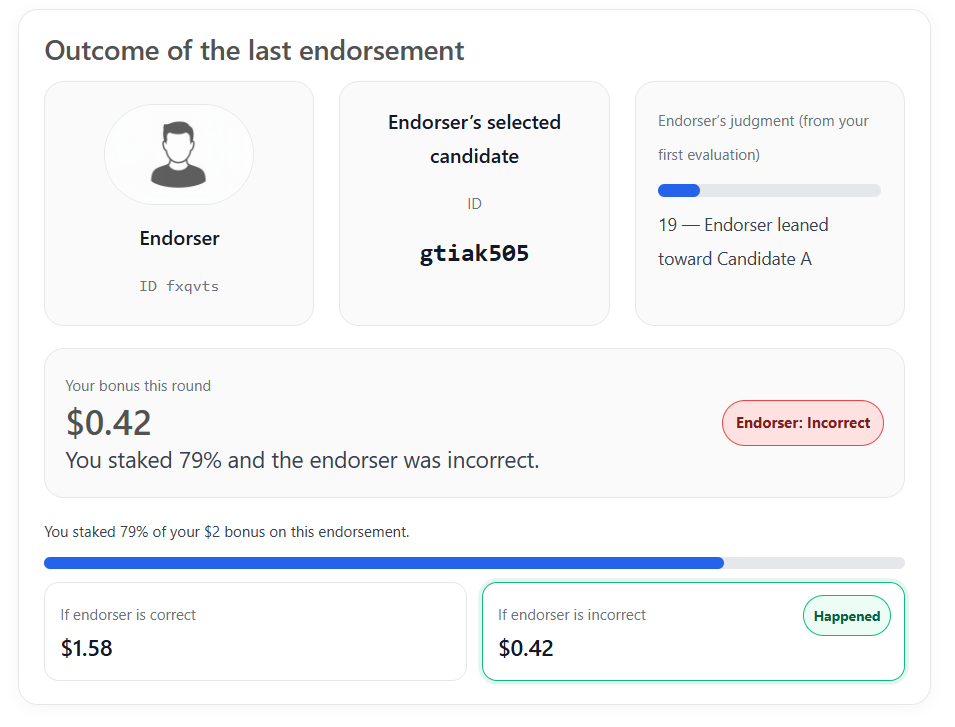 Outcome of the last endorsement
Endorser
ID fxqvts
Endorser’s selected
candidate
ID
gtiak505
Endorser’s judgment (from your
first evaluation)
19 — Endorser leaned
toward Candidate A
Your bonus this round
$0.42
You staked 79% and the endorser was incorrect.
Endorser: Incorrect
You staked 79% of your $2 bonus on this endorsement.
If endorser is correct
$1.58
If endorser is incorrect
$0.42
Happened